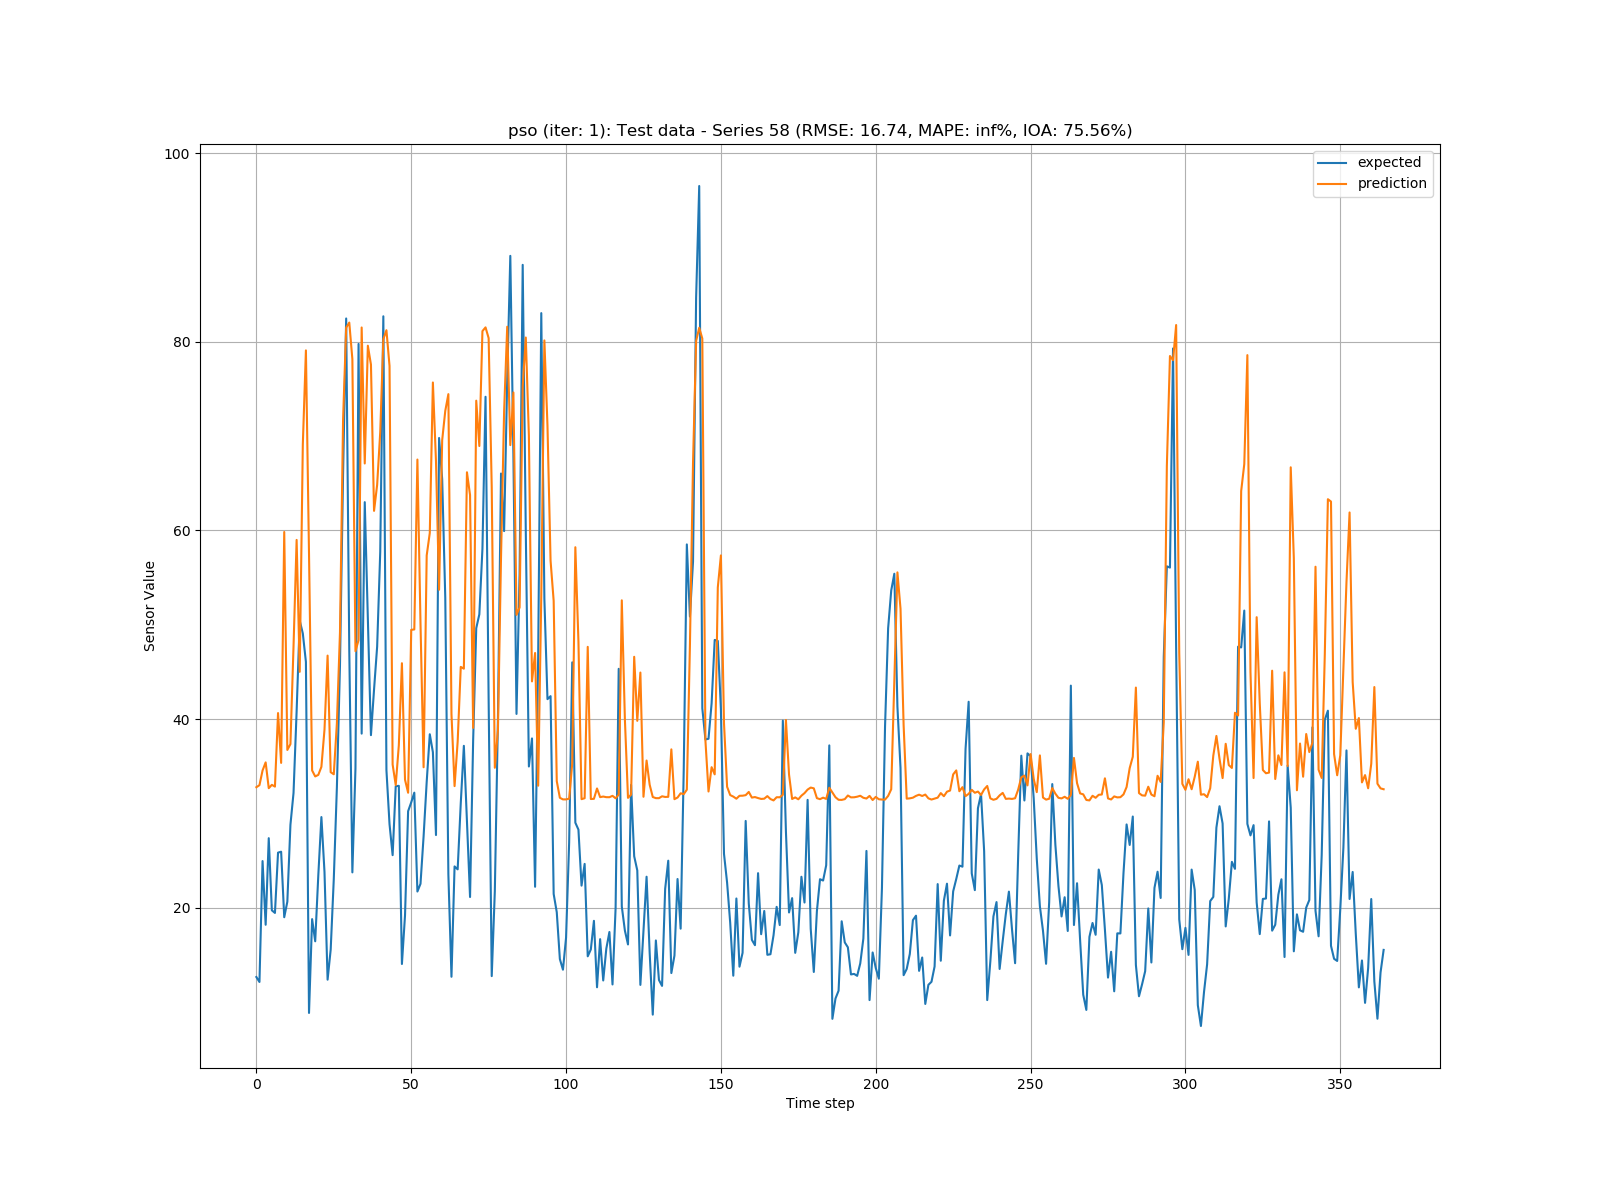 pso (iter: 1): Test data - Series 58 (RMSE: 16.74, MAPE: inf%, IOA: 75.56%)
expected
prediction
100
80
60
40
20
Sensor Value
0 50 100 150 200 250 300 350
Time step